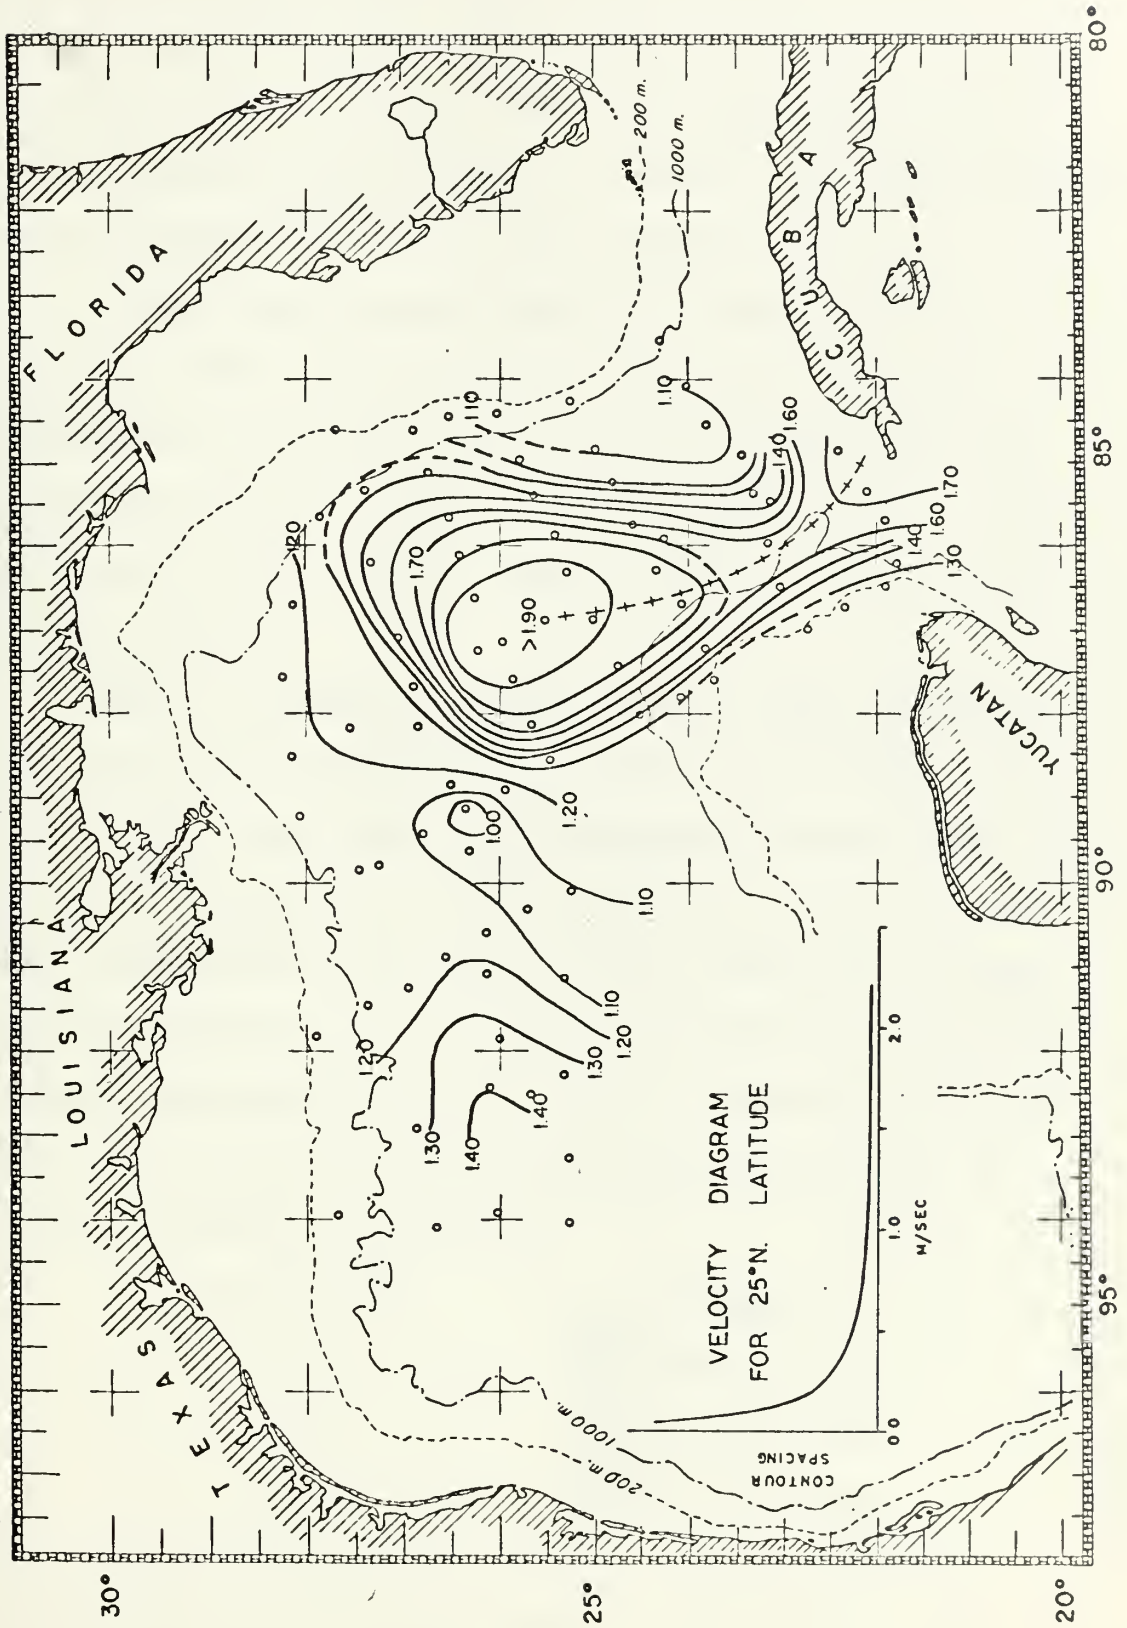 80°
85°
90°
95°
30°
25°
20°
FLORIDA
LOUISIANA
TEXAS
CUBA
YUCATAN
200 m.
1000 m.
1.10
1.10
1.60
1.40
1.60
1.70
1.60
1.40
1.30
1.20
1.70
>1.90
1.20
1.00
1.10
1.10
1.20
1.30
1.20
1.30
1.40
1.40
1000 m.
200 m.
VELOCITY DIAGRAM
FOR 25°N. LATITUDE
CONTOUR
SPACING
0.0
1.0
2.0
M/SEC